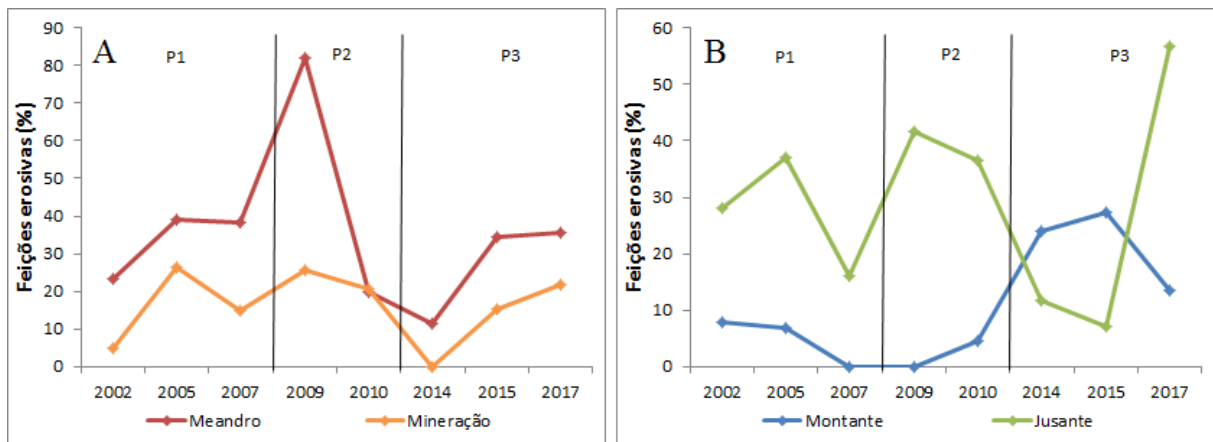 A
P1
P2
P3
Feições erosivas (%)
90
80
70
60
50
40
30
20
10
0
2002 2005 2007 2009 2010 2014 2015 2017
Meandro Mineração
B
P1
P2
P3
Feições erosivas (%)
60
50
40
30
20
10
0
2002 2005 2007 2009 2010 2014 2015 2017
Montante Jusante